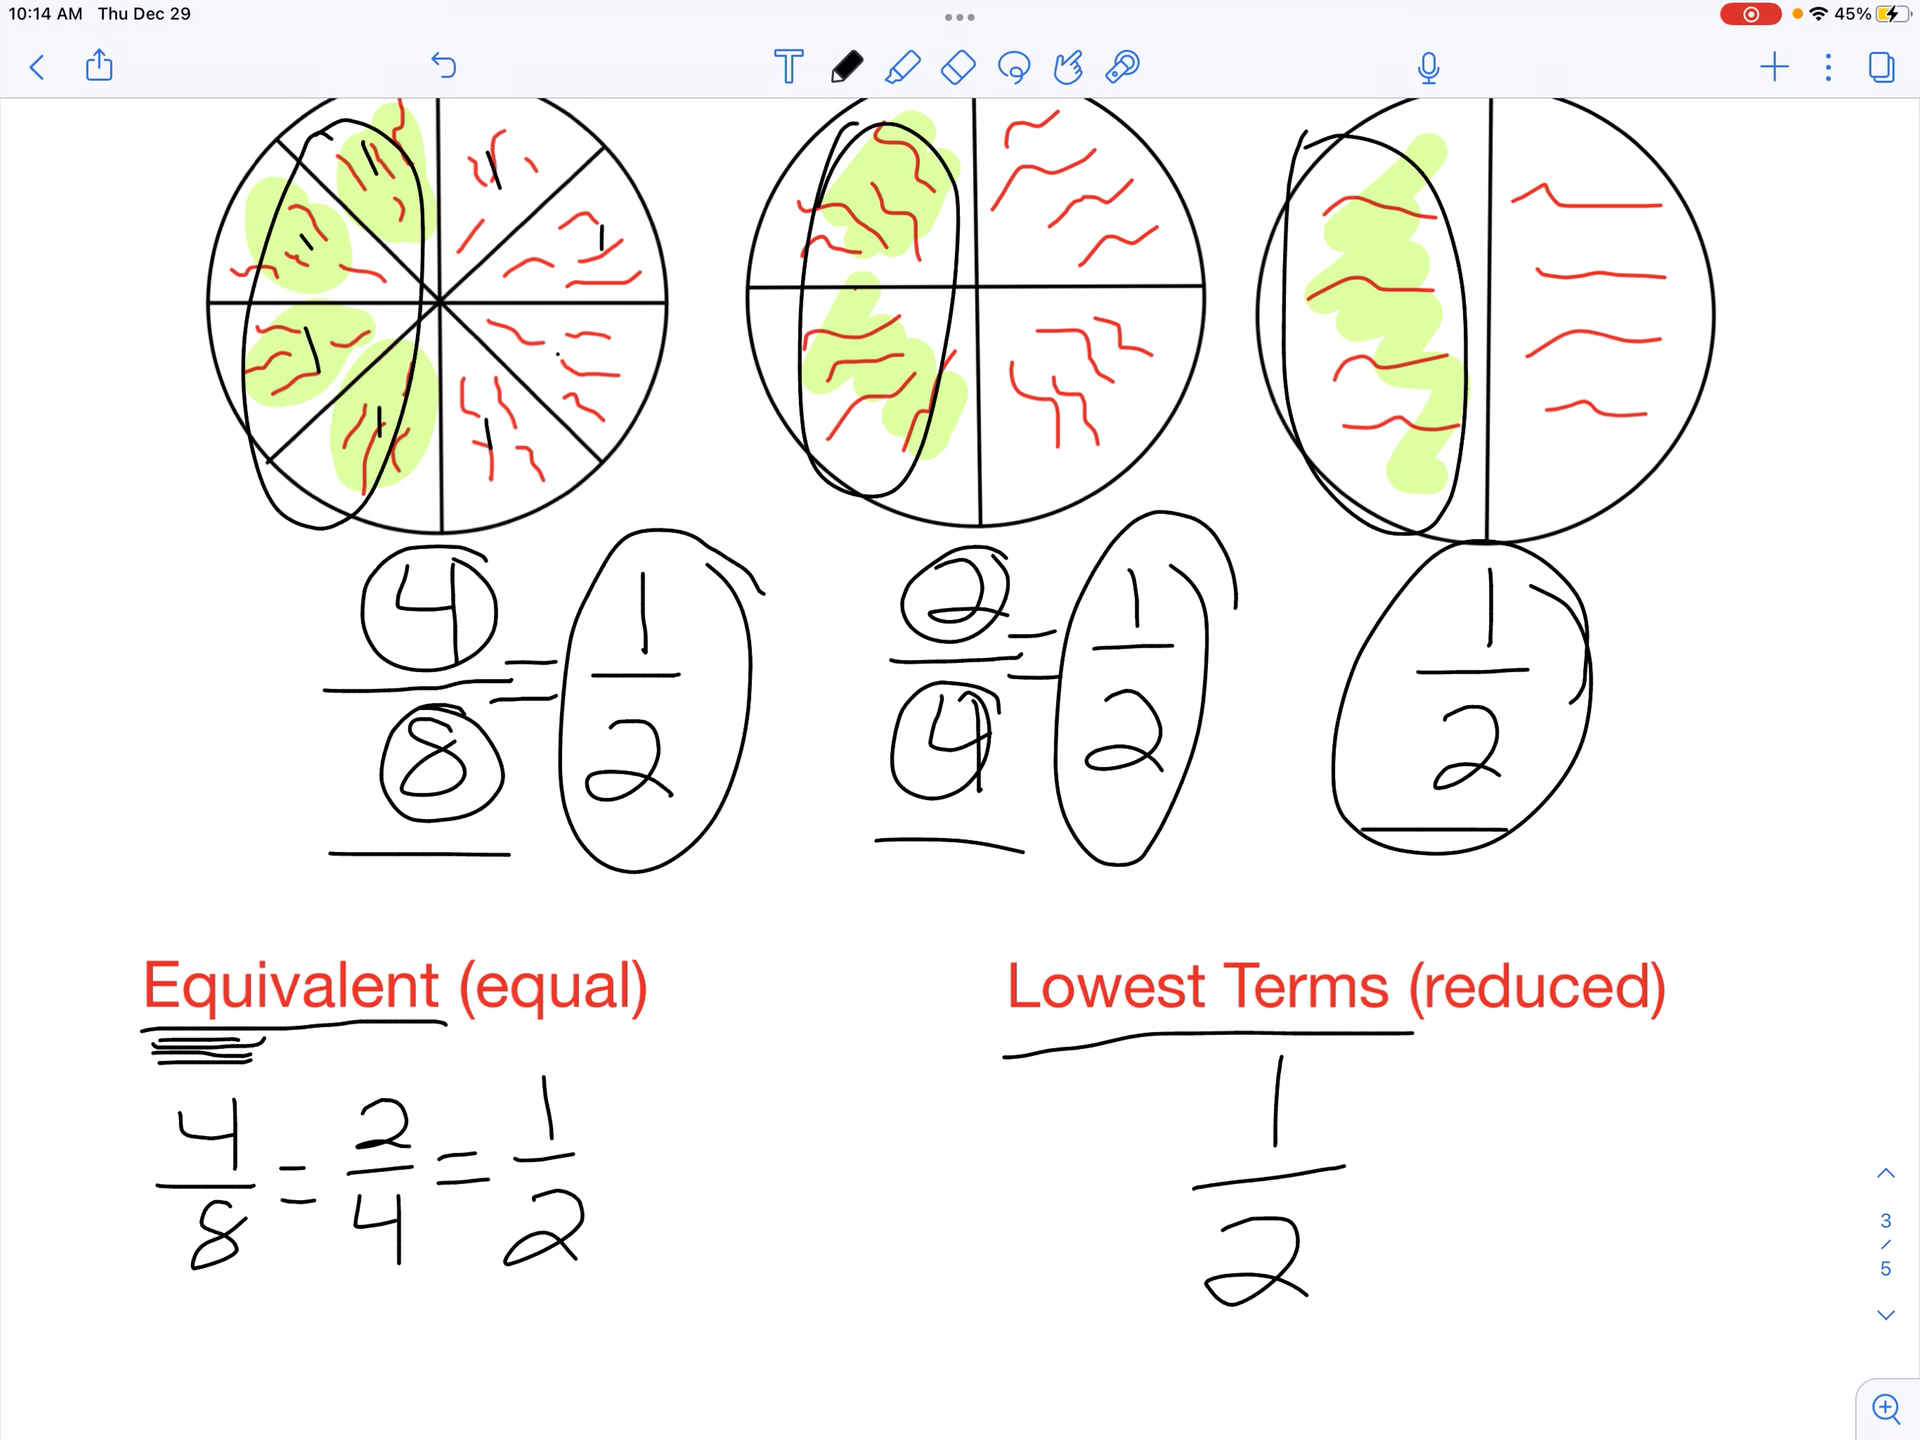 10:14 AM Thu Dec 29
45%
4/8 = 1/2
2/4 = 1/2
1/2
Equivalent (equal)
Lowest Terms (reduced)
4/8 = 2/4 = 1/2
1/2
3
/
5